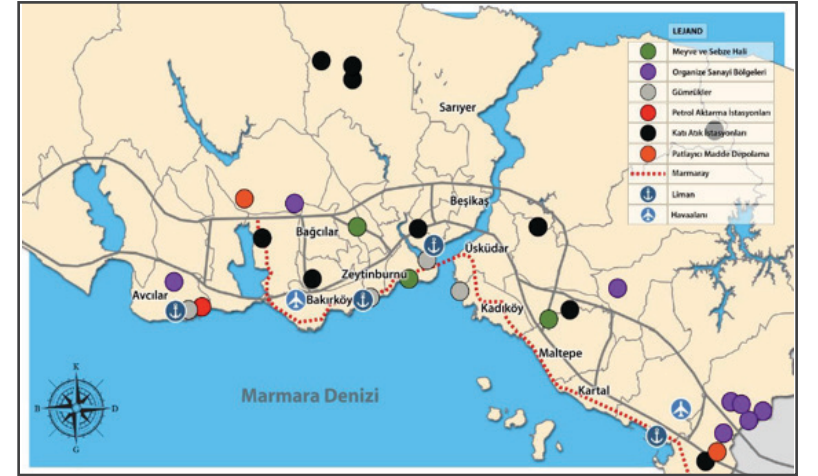 LEJAND
Meyve ve Sebze Hali
Organize Sanayi Bölgeleri
Gümrükler
Petrol Aktarma İstasyonları
Katı Atık İstasyonları
Patlayıcı Madde Depolama
Marmaray
Liman
Havaalanı
Sarıyer
Beşikaş
Bağcılar
Üsküdar
Zeytinburnu
Avcılar
Bakırköy
Kadıköy
Maltepe
Kartal
Marmara Denizi
K
B
D
G